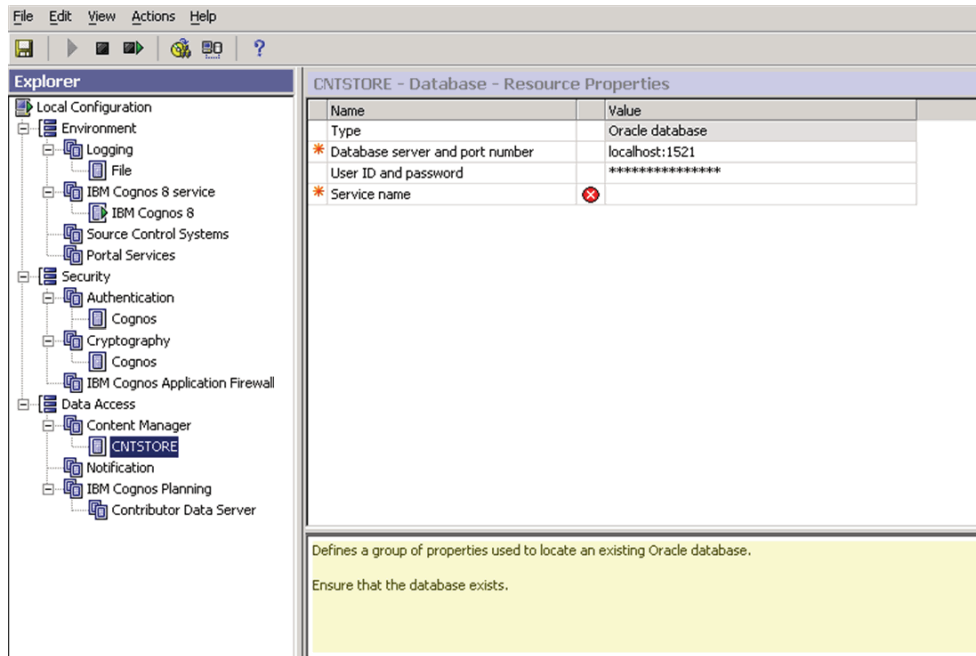 File Edit View Actions Help
?
Explorer
Local Configuration
Environment
Logging
File
IBM Cognos 8 service
IBM Cognos 8
Source Control Systems
Portal Services
Security
Authentication
Cognos
Cryptography
Cognos
IBM Cognos Application Firewall
Data Access
Content Manager
CNTSTORE
Notification
IBM Cognos Planning
Contributor Data Server
CNTSTORE - Database - Resource Properties
Name Value
Type Oracle database
* Database server and port number localhost:1521
User ID and password ***************
* Service name
Defines a group of properties used to locate an existing Oracle database.
Ensure that the database exists.